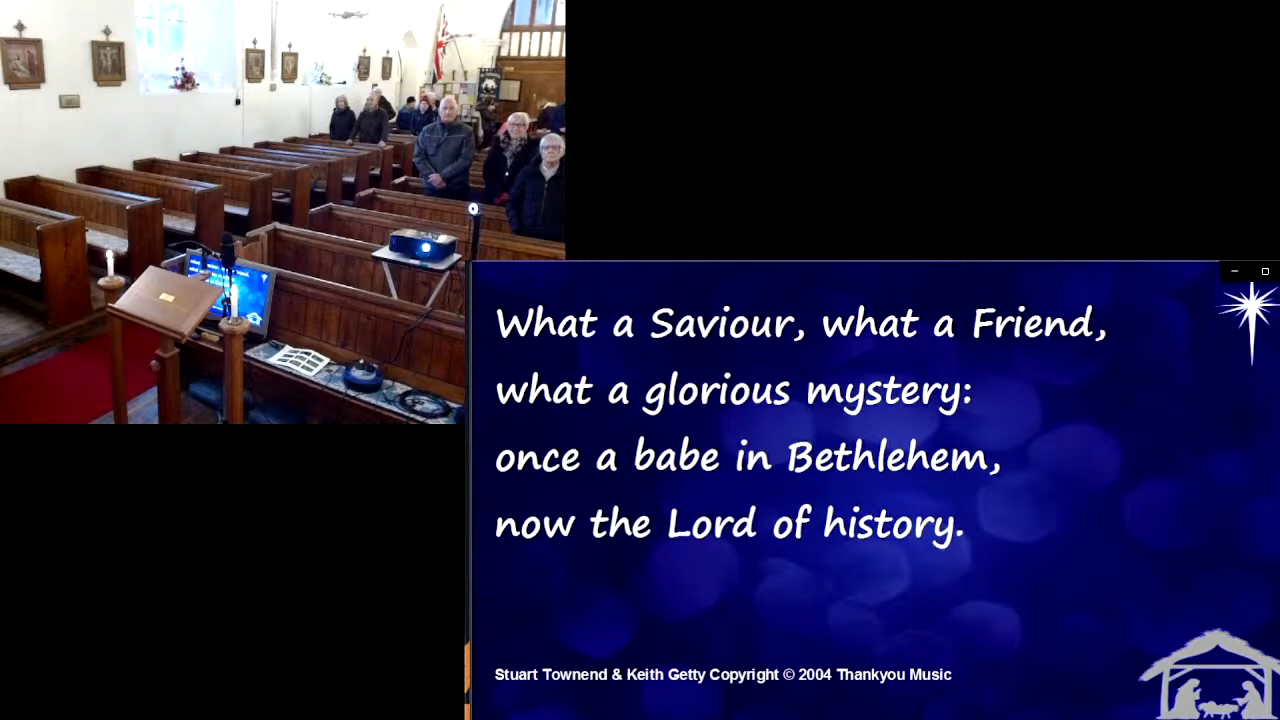 What a Saviour, what a Friend,
what a glorious mystery:
once a babe in Bethlehem,
now the Lord of history.
Stuart Townend & Keith Getty Copyright © 2004 Thankyou Music